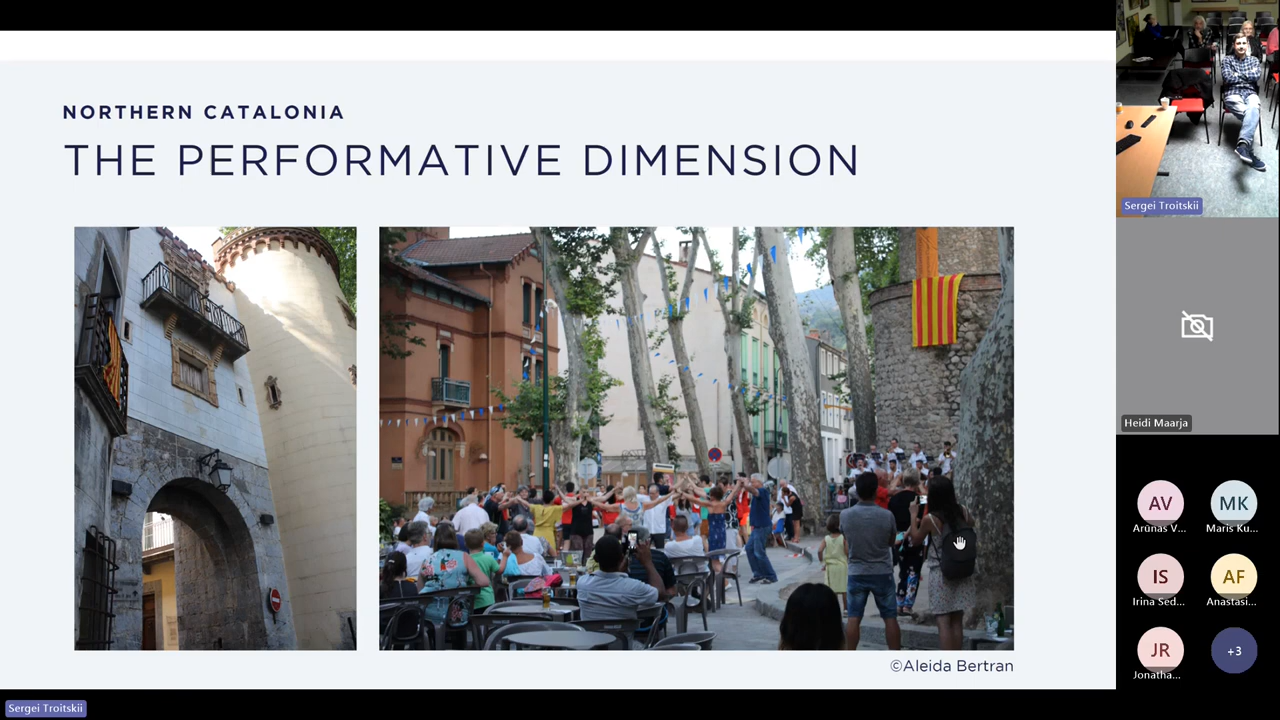 NORTHERN CATALONIA
THE PERFORMATIVE DIMENSION
©Aleida Bertran
Sergei Troitskii
Sergei Troitskii
Heidi Maarja
AV
MK
Arūnas V...
Maris Ku...
IS
AF
Irina Sed...
Anastasi...
JR
+3
Jonatha...